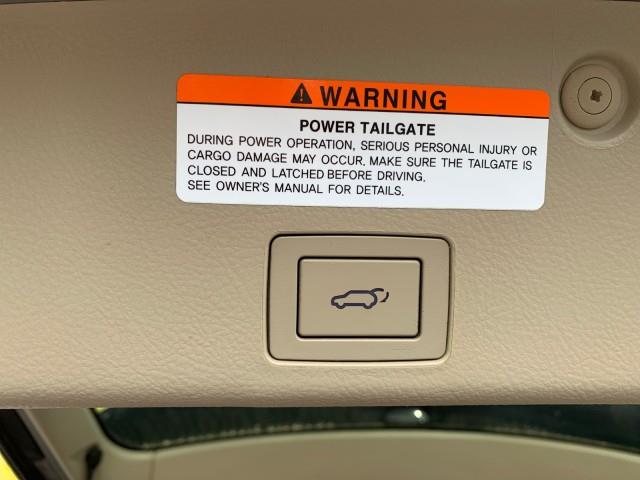 WARNING
POWER TAILGATE
DURING POWER OPERATION, SERIOUS PERSONAL INJURY OR
CARGO DAMAGE MAY OCCUR. MAKE SURE THE TAILGATE IS
CLOSED AND LATCHED BEFORE DRIVING.
SEE OWNER'S MANUAL FOR DETAILS.